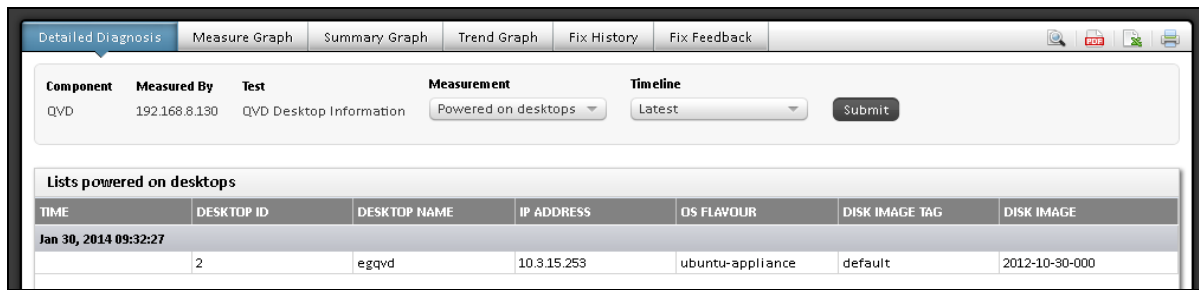 Detailed Diagnosis Measure Graph Summary Graph Trend Graph Fix History Fix Feedback
Component Measured By Test Measurement Timeline
QVD 192.168.8.130 QVD Desktop Information Powered on desktops Latest Submit
Lists powered on desktops
TIME DESKTOP ID DESKTOP NAME IP ADDRESS OS FLAVOUR DISK IMAGE TAG DISK IMAGE
Jan 30, 2014 09:32:27
2 egqvd 10.3.15.253 ubuntu-appliance default 2012-10-30-000